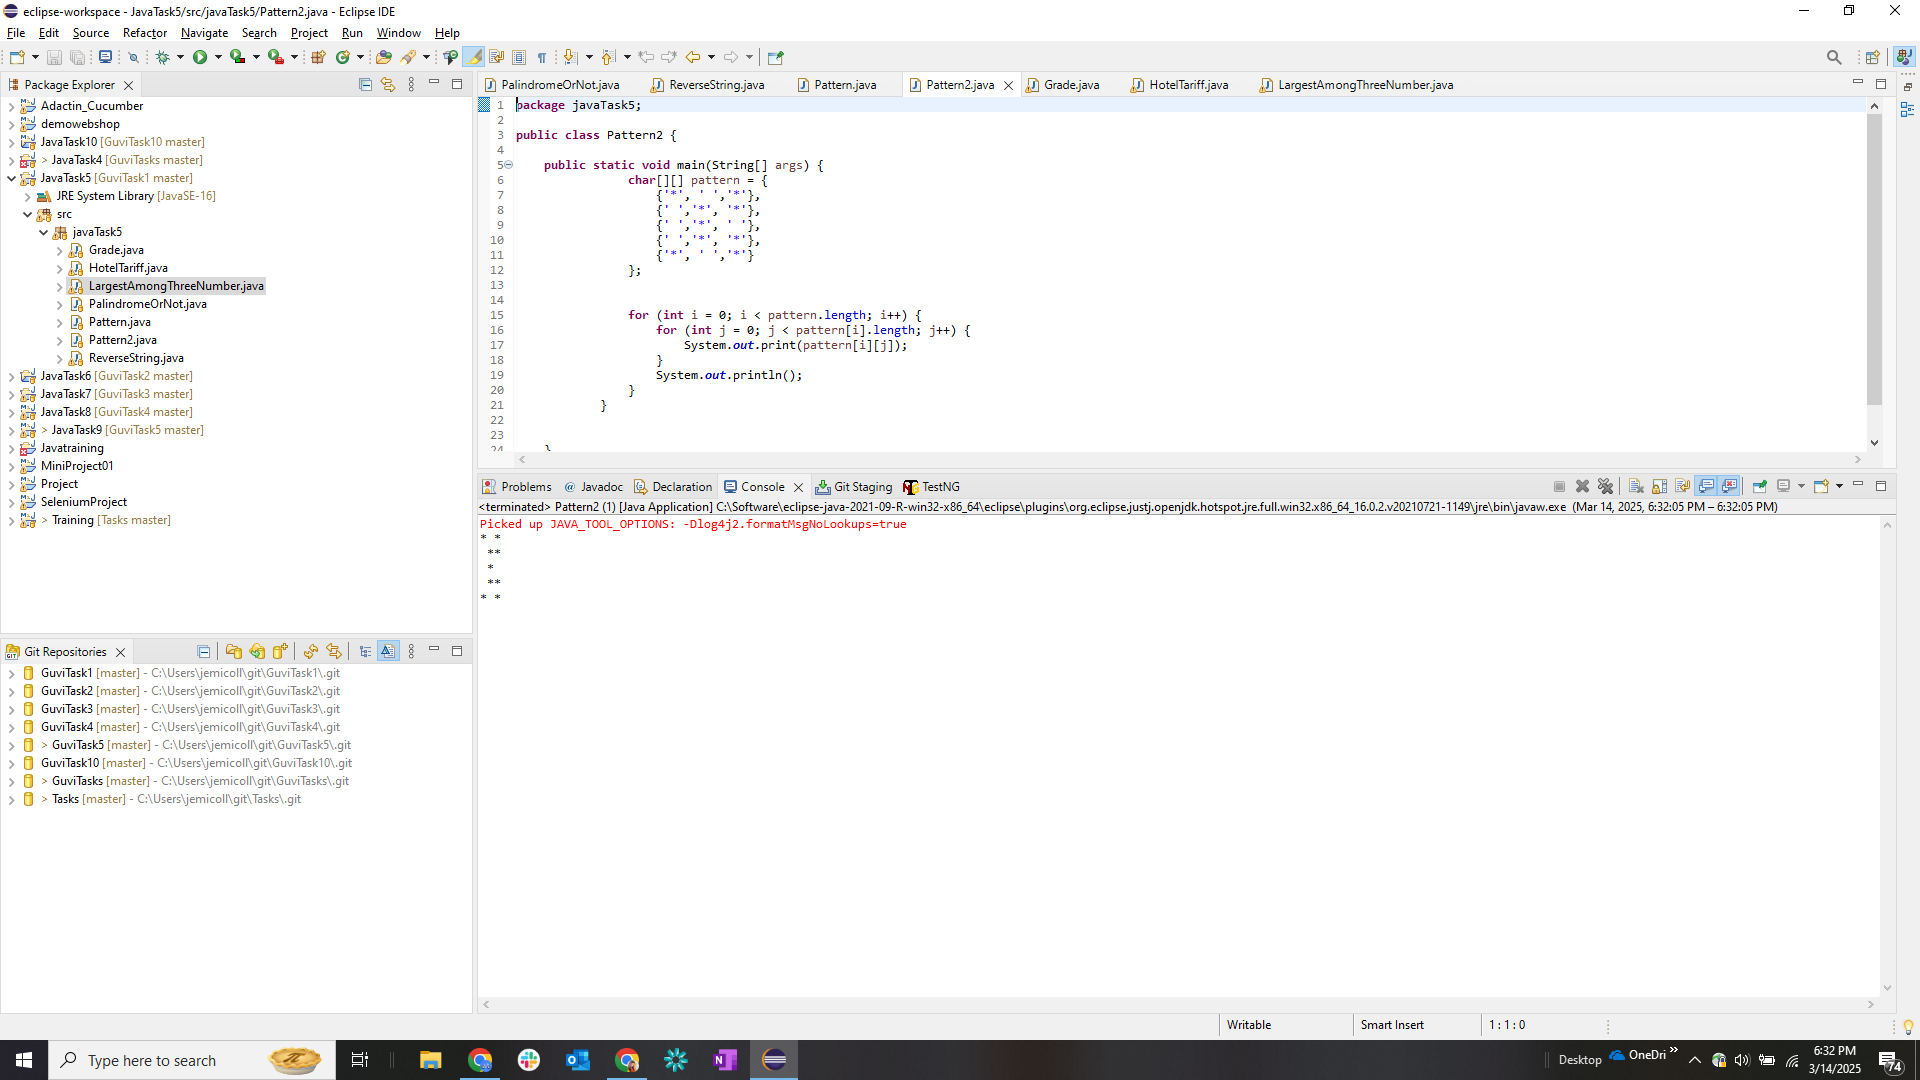 eclipse-workspace - JavaTask5/src/javaTask5/Pattern2.java - Eclipse IDE
File Edit Source Refactor Navigate Search Project Run Window Help
Package Explorer
Adactin_Cucumber
demowebshop
JavaTask10 [GuviTask10 master]
> JavaTask4 [GuviTasks master]
JavaTask5 [GuviTask1 master]
JRE System Library [JavaSE-16]
src
javaTask5
Grade.java
HotelTariff.java
LargestAmongThreeNumber.java
PalindromeOrNot.java
Pattern.java
Pattern2.java
ReverseString.java
JavaTask6 [GuviTask2 master]
JavaTask7 [GuviTask3 master]
JavaTask8 [GuviTask4 master]
> JavaTask9 [GuviTask5 master]
Javatraining
MiniProject01
Project
SeleniumProject
> Training [Tasks master]
Git Repositories
GuviTask1 [master] - C:\Users\jemicoll\git\GuviTask1\.git
GuviTask2 [master] - C:\Users\jemicoll\git\GuviTask2\.git
GuviTask3 [master] - C:\Users\jemicoll\git\GuviTask3\.git
GuviTask4 [master] - C:\Users\jemicoll\git\GuviTask4\.git
> GuviTask5 [master] - C:\Users\jemicoll\git\GuviTask5\.git
GuviTask10 [master] - C:\Users\jemicoll\git\GuviTask10\.git
> GuviTasks [master] - C:\Users\jemicoll\git\GuviTasks\.git
> Tasks [master] - C:\Users\jemicoll\git\Tasks\.git
PalindromeOrNot.java ReverseString.java Pattern.java Pattern2.java Grade.java HotelTariff.java LargestAmongThreeNumber.java
1 package javaTask5;
2
3 public class Pattern2 {
4
5 public static void main(String[] args) {
6 char[][] pattern = {
7 {'*', ' ','*'},
8 {' ','*', '*'},
9 {' ','*', ' '},
10 {' ','*', '*'},
11 {'*', ' ','*'}
12 };
13
14
15 for (int i = 0; i < pattern.length; i++) {
16 for (int j = 0; j < pattern[i].length; j++) {
17 System.out.print(pattern[i][j]);
18 }
19 System.out.println();
20 }
21 }
22
23
24 }
Problems @ Javadoc Declaration Console Git Staging TestNG
<terminated> Pattern2 (1) [Java Application] C:\Software\eclipse-java-2021-09-R-win32-x86_64\eclipse\plugins\org.eclipse.justj.openjdk.hotspot.jre.full.win32.x86_64_16.0.2.v20210721-1149\jre\bin\javaw.exe (Mar 14, 2025, 6:32:05 PM – 6:32:05 PM)
Picked up JAVA_TOOL_OPTIONS: -Dlog4j2.formatMsgNoLookups=true
* *
 **
 *
 **
* *
Writable Smart Insert 1 : 1 : 0
Type here to search
Desktop OneDri »
6:32 PM
3/14/2025
74